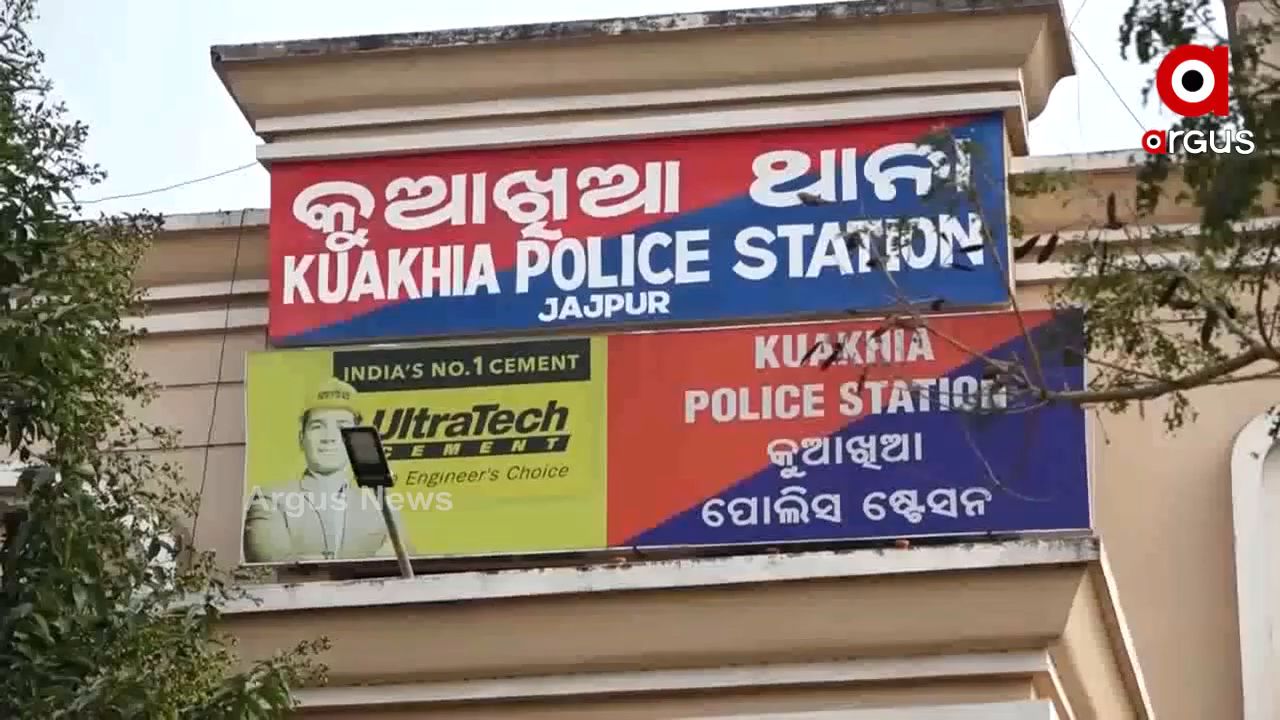 argus
କୁଆଖିଆ ଥାନା
KUAKHIA POLICE STATION
JAJPUR
INDIA'S NO.1 CEMENT
UltraTech
CEMENT
Engineer's Choice
KUAKHIA
POLICE STATION
କୁଆଖିଆ
ପୋଲିସ ଷ୍ଟେସନ
Argus News